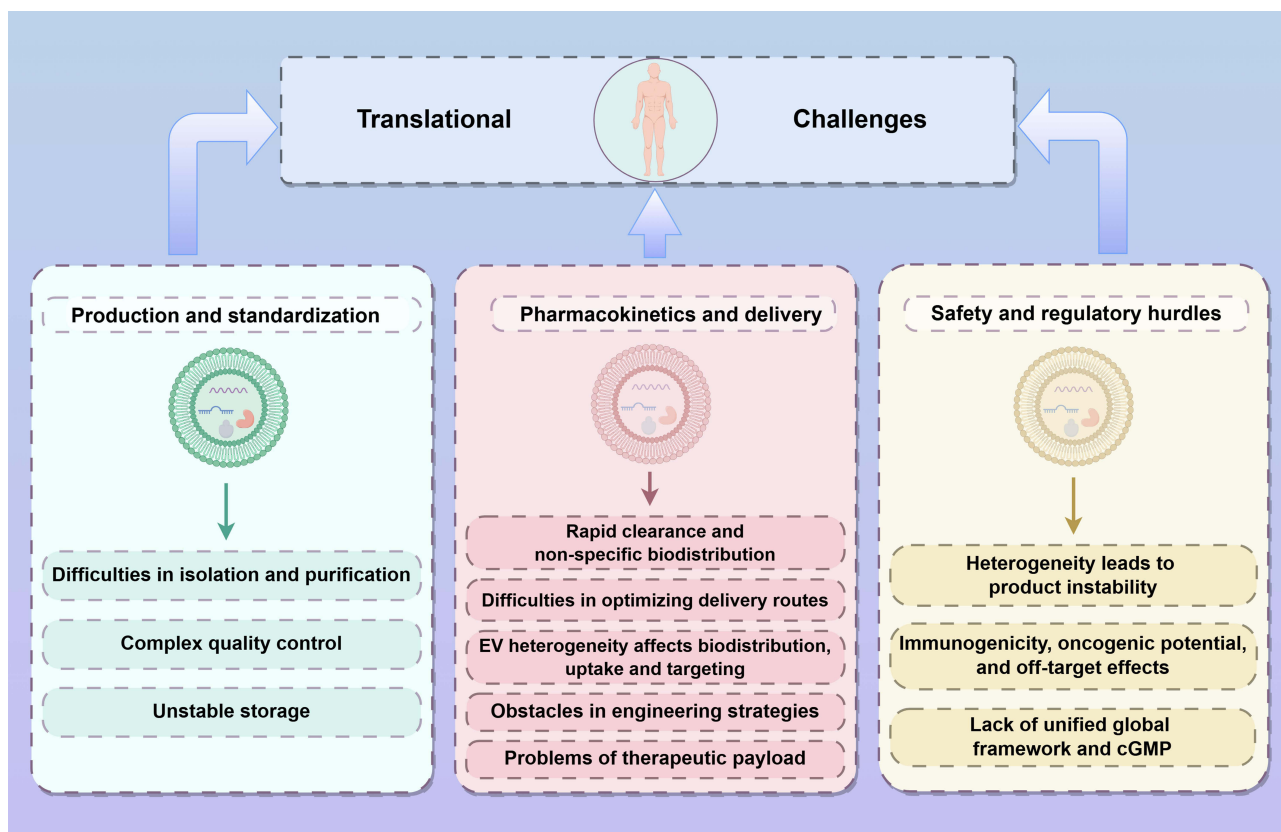 Translational Challenges
Production and standardization
Difficulties in isolation and purification
Complex quality control
Unstable storage
Pharmacokinetics and delivery
Rapid clearance and
non-specific biodistribution
Difficulties in optimizing delivery routes
EV heterogeneity affects biodistribution,
uptake and targeting
Obstacles in engineering strategies
Problems of therapeutic payload
Safety and regulatory hurdles
Heterogeneity leads to
product instability
Immunogenicity, oncogenic potential,
and off-target effects
Lack of unified global
framework and cGMP